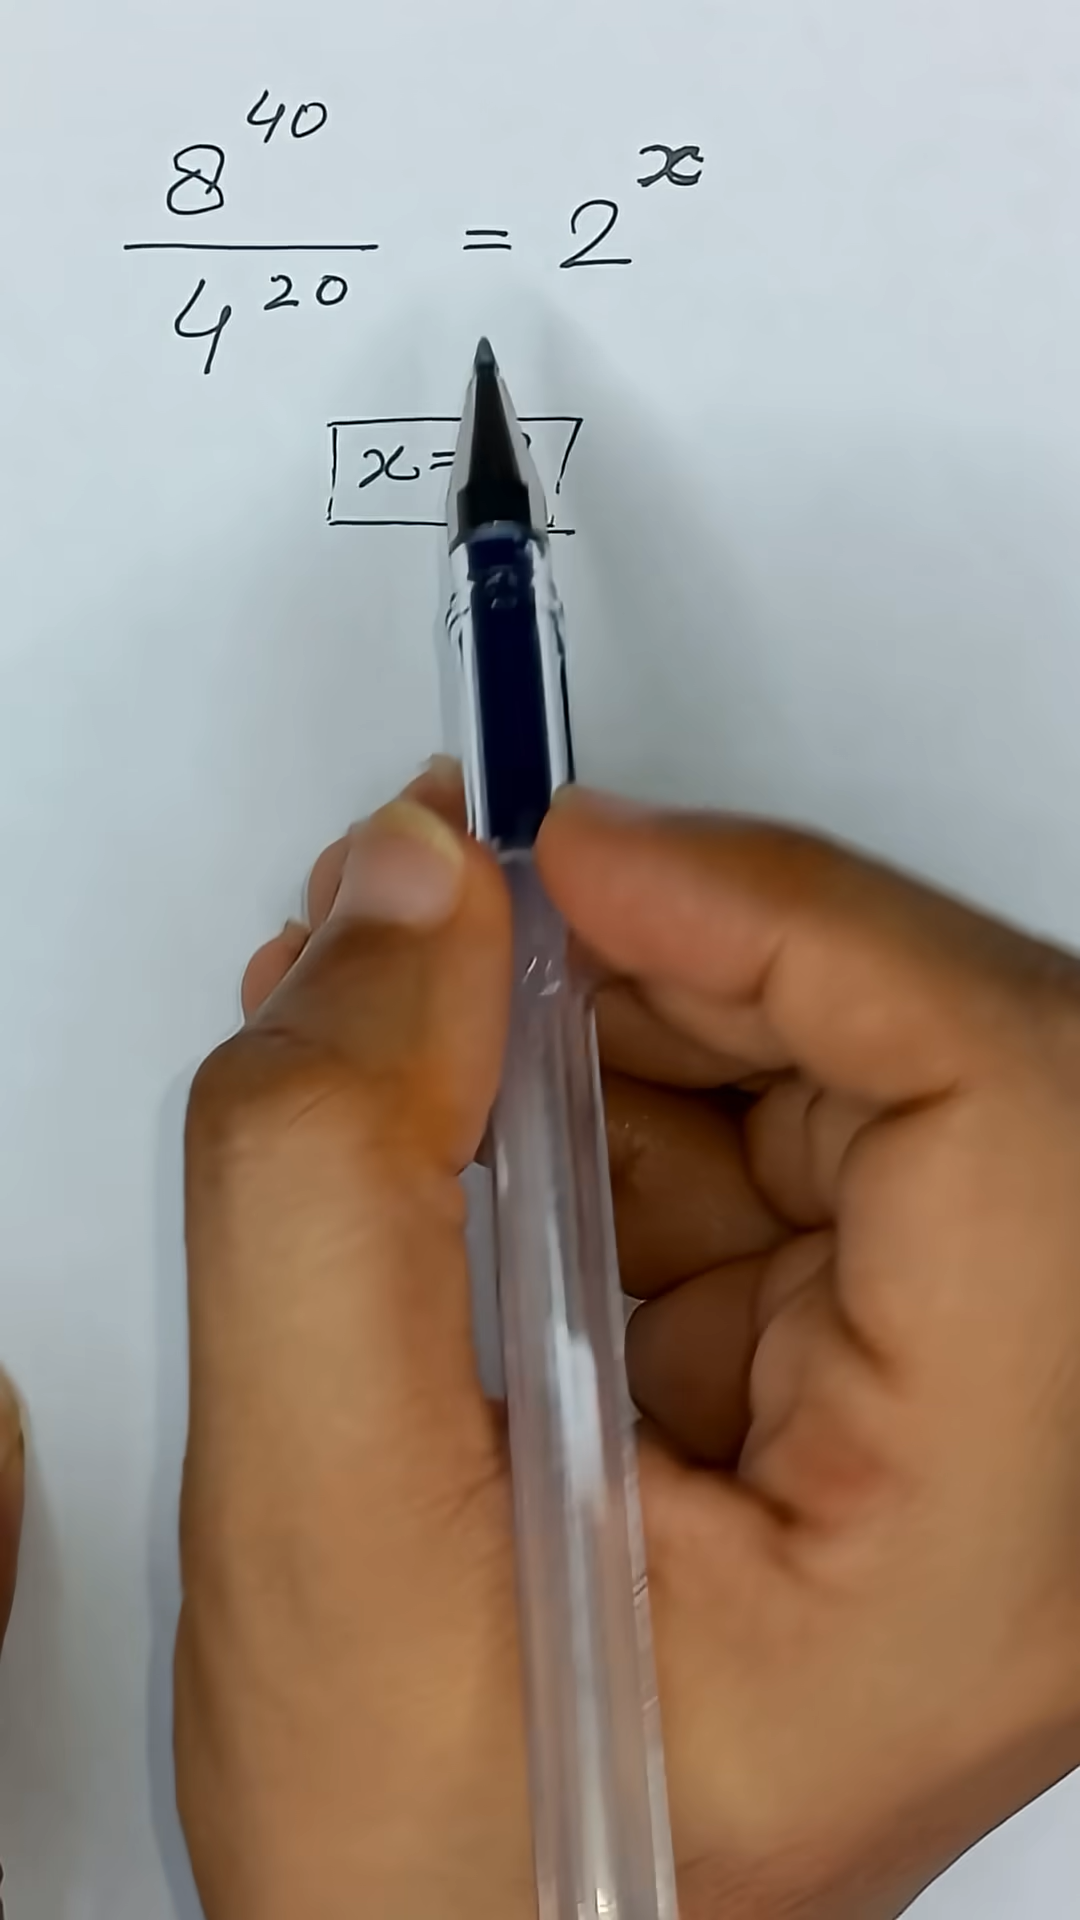 8^40 / 4^20 = 2^x
x =